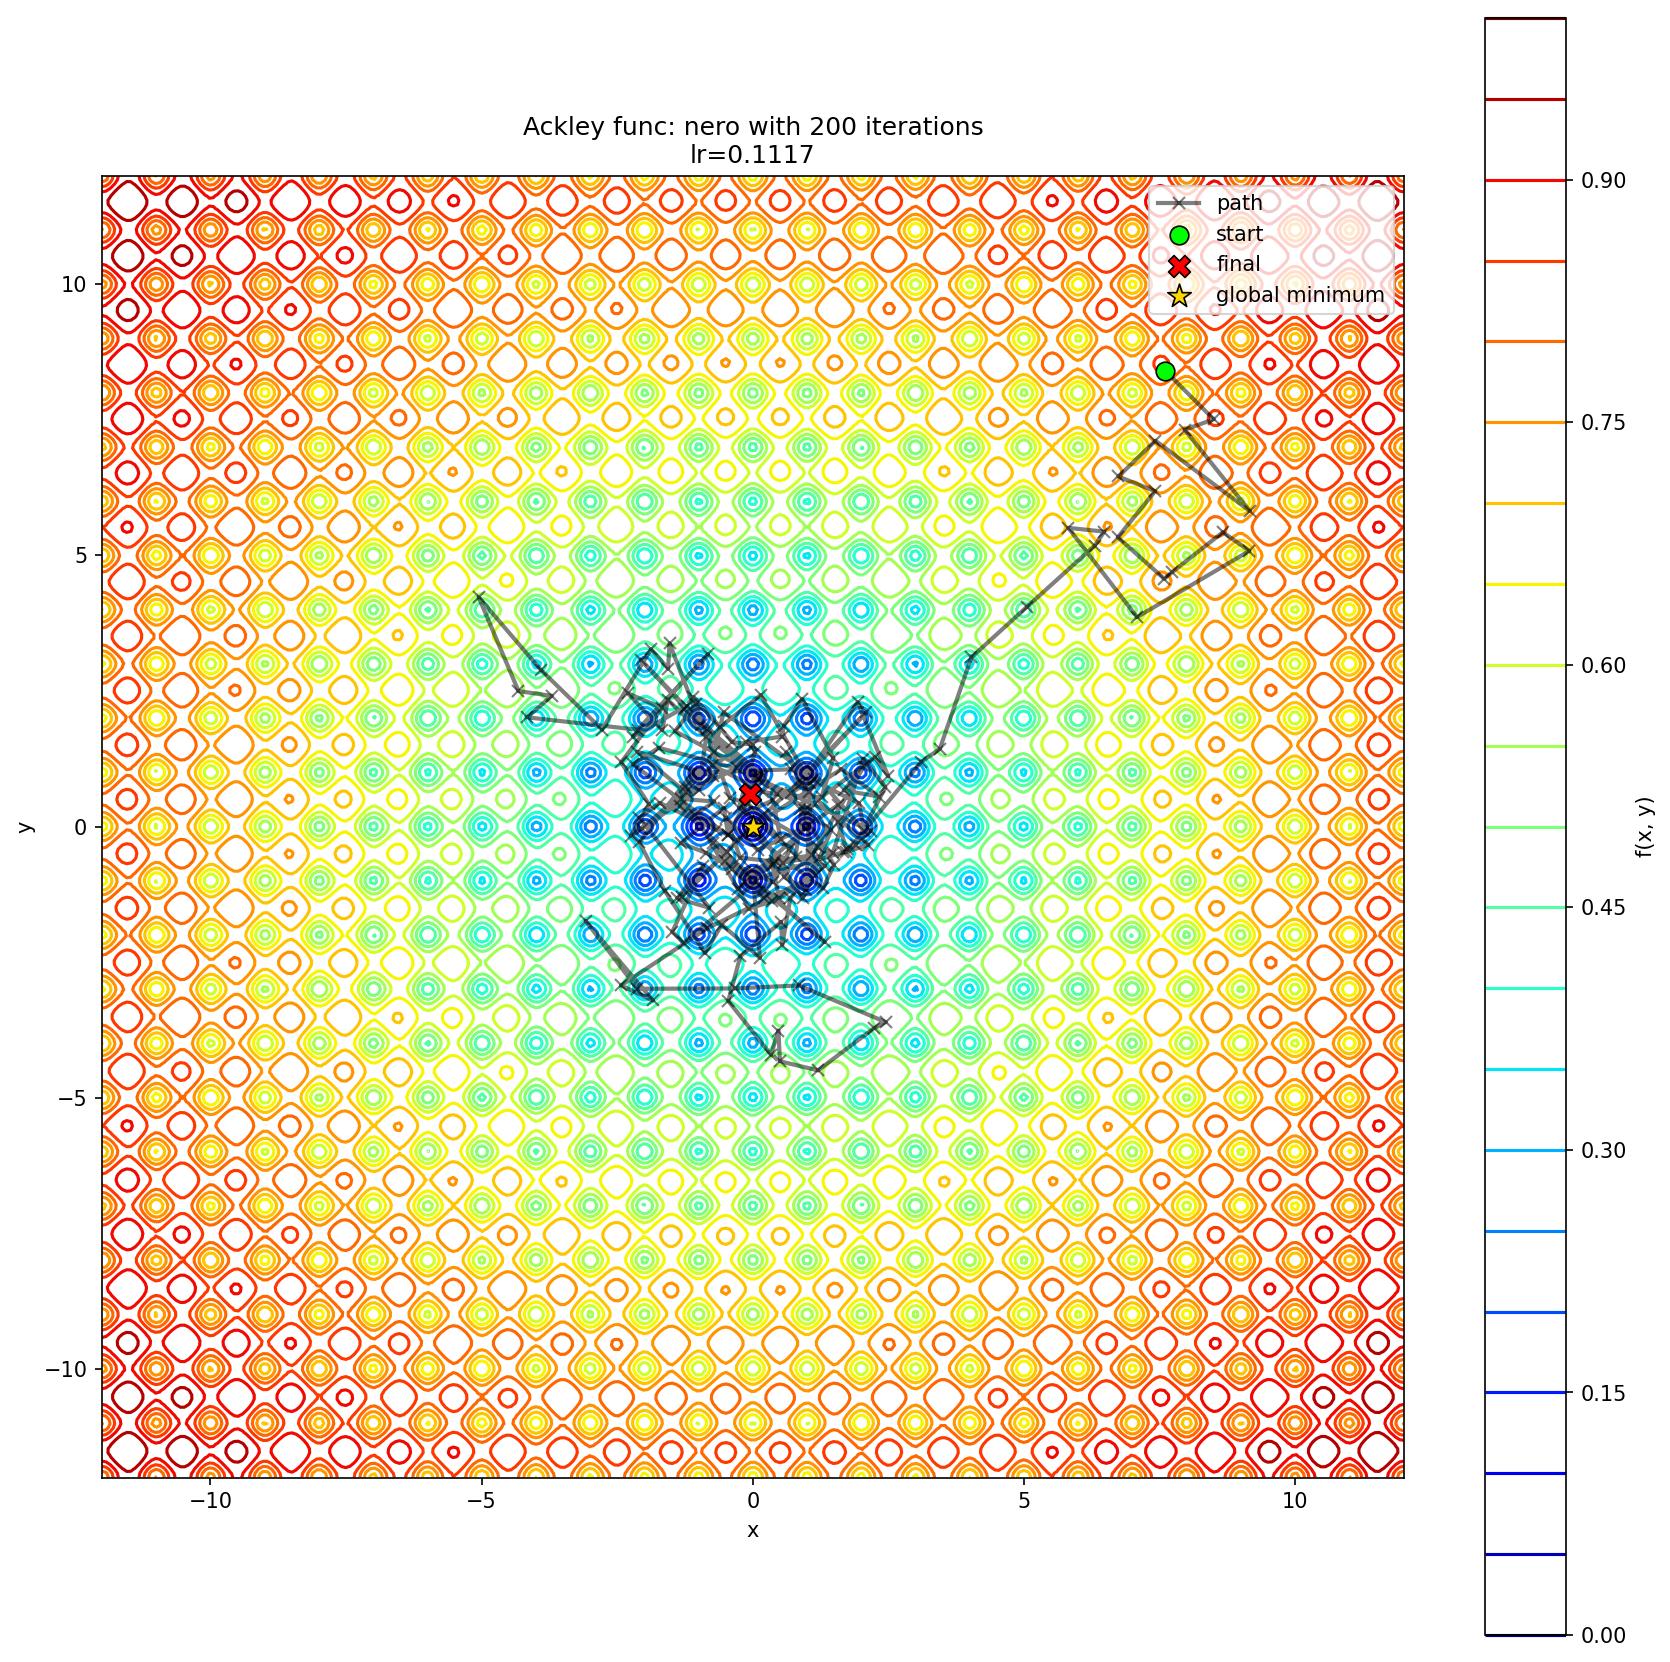 Ackley func: nero with 200 iterations
lr=0.1117
path
start
final
global minimum
10
5
0
−5
−10
y
−10
−5
0
5
10
x
0.90
0.75
0.60
0.45
0.30
0.15
0.00
f(x, y)